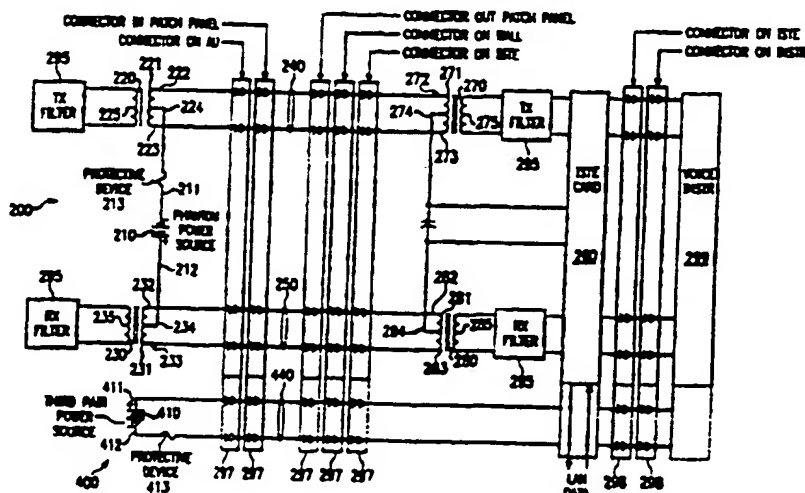 CONNECTOR IN PATCH PANEL
CONNECTOR ON AU
CONNECTOR OUT PATCH PANEL
CONNECTOR ON WALL
CONNECTOR ON ISTE
CONNECTOR ON ISTE
CONNECTOR ON INSTR
295
220
221
222
240
272
271
270
TX
FILTER
225
224
274
275
TX
FILTER
223
273
295
PROTECTIVE
DEVICE
213
211
ISTE
CARD
VOICE
INSTR
200
PHANTOM
POWER
SOURCE
210
212
295
232
250
282
281
RX
FILTER
235
234
284
285
RX
FILTER
230
231
233
283
280
295
THIRD PAIR
POWER
SOURCE
411
410
440
412
400
PROTECTIVE
DEVICE
413
297
297
297
297
297
LAN
DATA
298
298